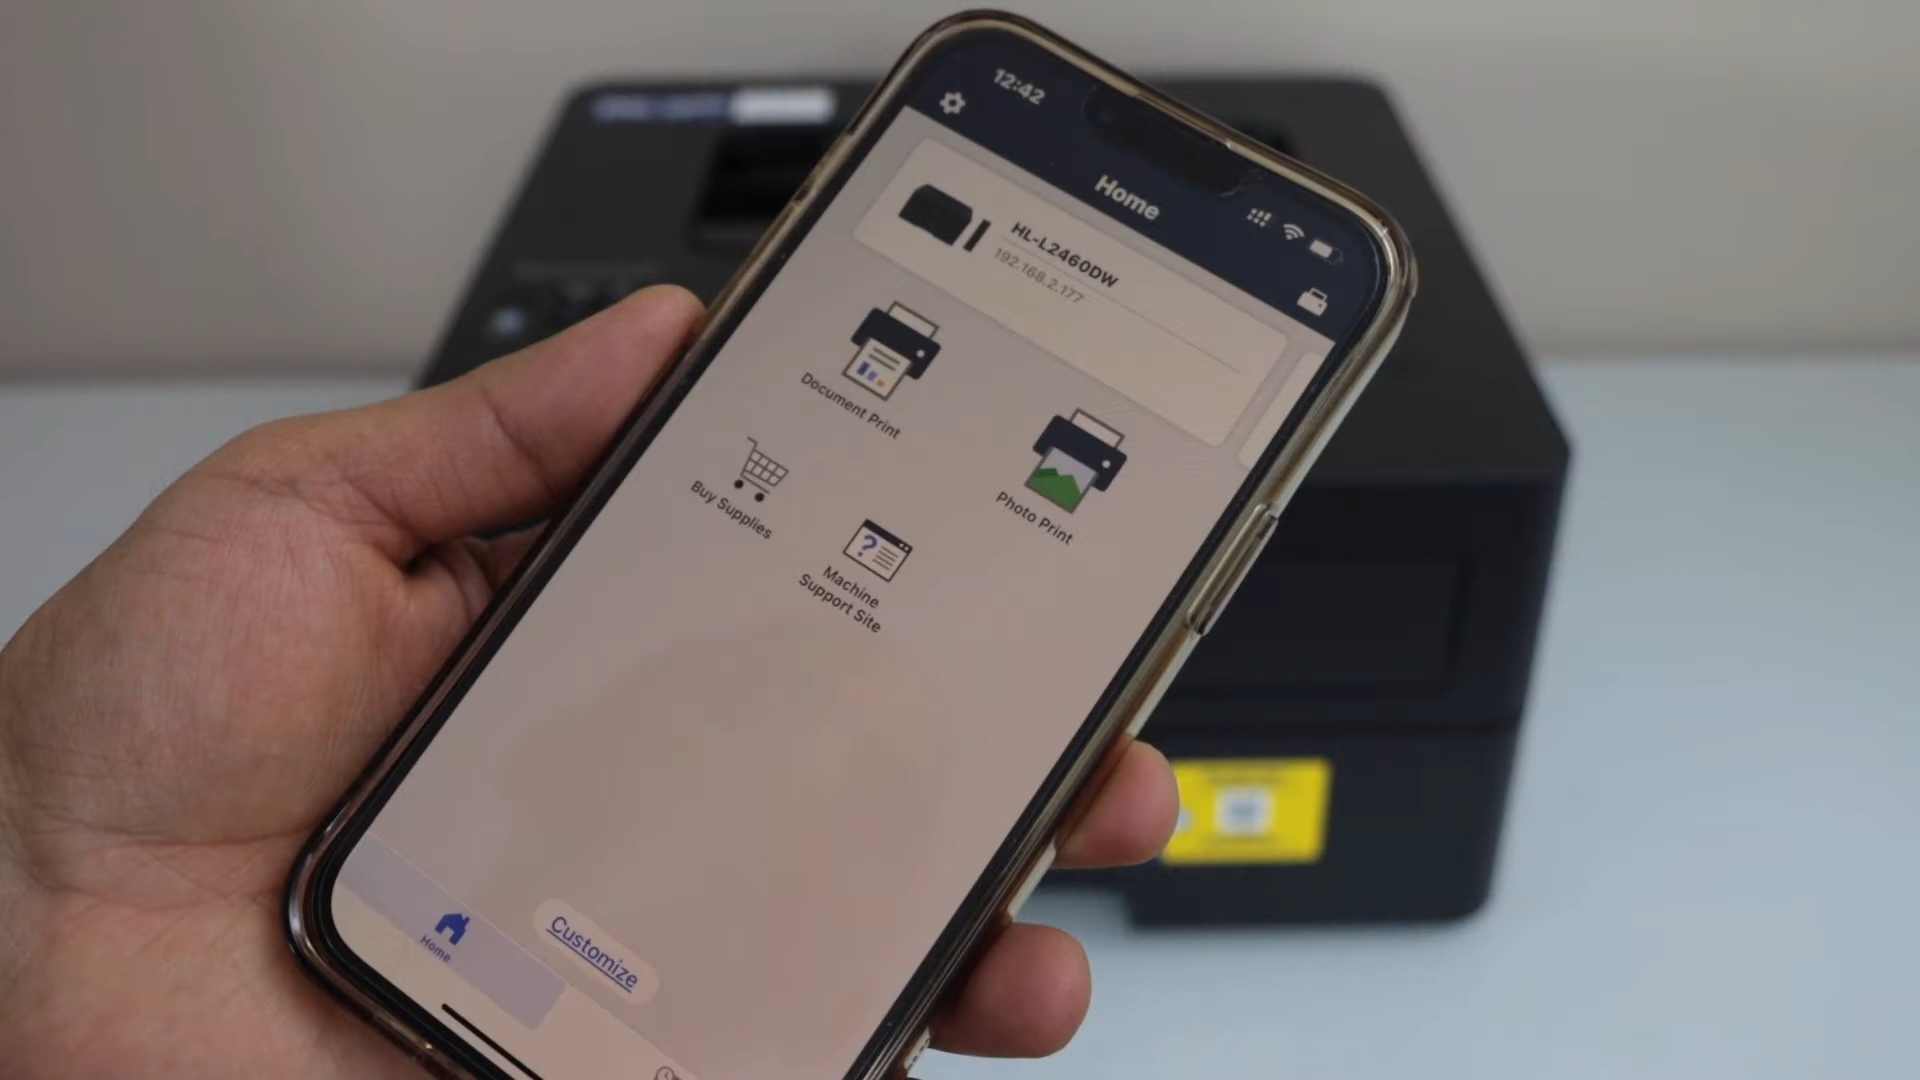 12:42
Home
HL-L2460DW
192.168.2.177
Document Print
Photo Print
Buy Supplies
Machine
Support Site
Customize
Home